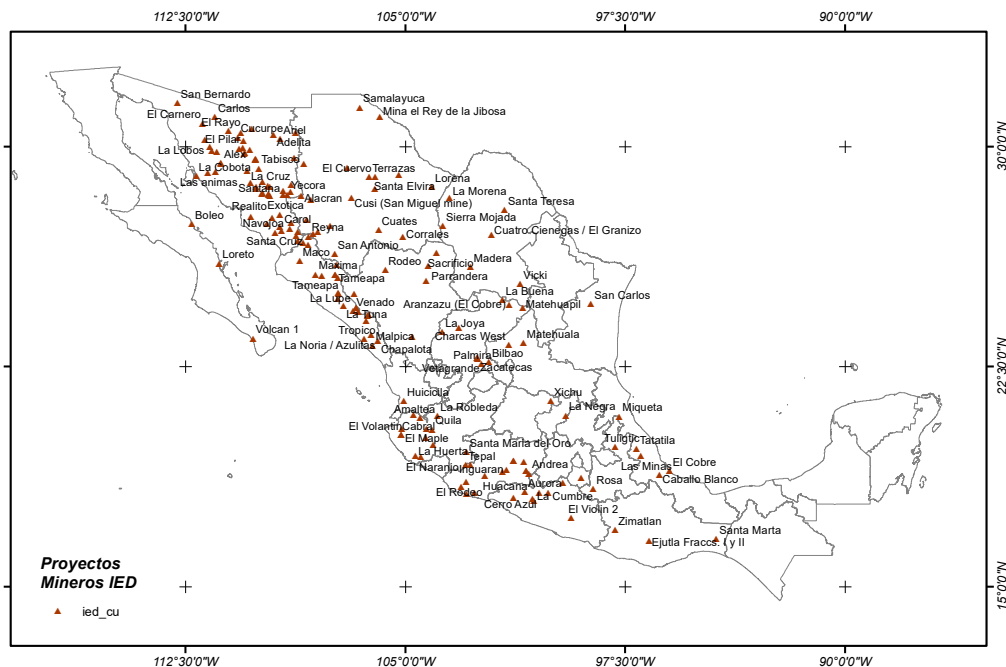 112°30'0"W 105°0'0"W 97°30'0"W 90°0'0"W
San Bernardo
Samalayuca
El Carnero
Carlos
Mina el Rey de la Jibosa
El Rayo
Cucurpe
Ariel
El Pilar
Adelita
30°0'0"N
La Lobos
Alex
Tabisco
La Cobota
La Cruz
El Cuervo
Terrazas
Las animas
Santana
Yecora
Santa Elvira
Lorena
La Morena
Realito
Exotica
Alacran
Cusi (San Miguel mine)
Santa Teresa
Boleo
Navojoa
Carol
Reyna
Cuates
Sierra Mojada
Santa Cruz
Corrales
Cuatro Cienegas / El Granizo
San Antonio
Loreto
Maco
Maxima
Rodeo
Sacrificio
Madera
Tameapa
Tameapa
Parrandera
Vicki
La Buena
La Lupe
Venado
Aranzazu (El Cobre)
Matehuapil
San Carlos
La Tuna
Volcan 1
Tropico
La Joya
Malpica
Charcas West
Matehuala
La Noria / Azulitas
Chapalota
Palmira
Bilbao
Vetagrande
Zacatecas
22°30'0"N
Huicicila
Xichu
Amaltea
La Robleda
La Negra
Miqueta
El Volantin
Cabral
Quila
El Maple
Santa Maria del Oro
Tuligtic
Tatatila
La Huerta
Tepal
El Naranjo
Inguaran
Andrea
Las Minas
El Cobre
Caballo Blanco
Huacana
Aurora
Rosa
El Rodeo
Cerro Azul
La Cumbre
El Violin 2
Zimatlan
Santa Marta
Ejutla Fraccs. I y II
Proyectos
Mineros IED
15°0'0"N
ied_cu
112°30'0"W 105°0'0"W 97°30'0"W 90°0'0"W